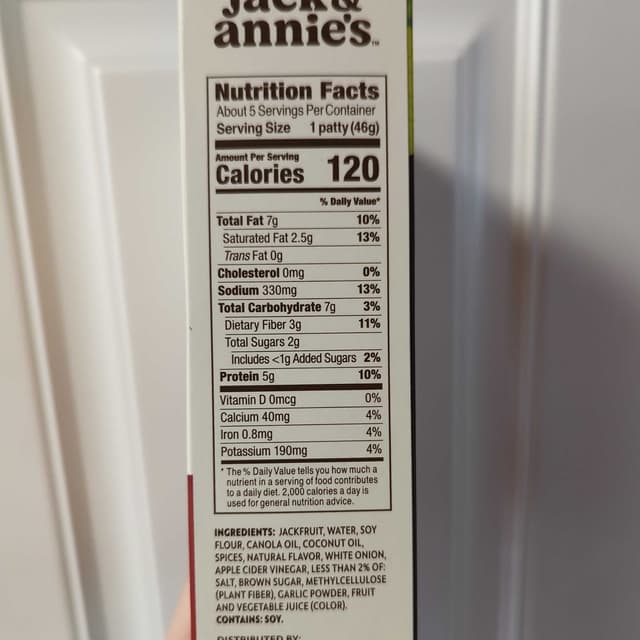 jack &
annie's™
Nutrition Facts
About 5 Servings Per Container
Serving Size 1 patty (46g)
Amount Per Serving
Calories 120
% Daily Value*
Total Fat 7g 10%
Saturated Fat 2.5g 13%
Trans Fat 0g
Cholesterol 0mg 0%
Sodium 330mg 13%
Total Carbohydrate 7g 3%
Dietary Fiber 3g 11%
Total Sugars 2g
Includes <1g Added Sugars 2%
Protein 5g 10%
Vitamin D 0mcg 0%
Calcium 40mg 4%
Iron 0.8mg 4%
Potassium 190mg 4%
* The % Daily Value tells you how much a
nutrient in a serving of food contributes
to a daily diet. 2,000 calories a day is
used for general nutrition advice.
INGREDIENTS: JACKFRUIT, WATER, SOY
FLOUR, CANOLA OIL, COCONUT OIL,
SPICES, NATURAL FLAVOR, WHITE ONION,
APPLE CIDER VINEGAR, LESS THAN 2% OF:
SALT, BROWN SUGAR, METHYLCELLULOSE
(PLANT FIBER), GARLIC POWDER, FRUIT
AND VEGETABLE JUICE (COLOR).
CONTAINS: SOY.
DISTRIBUTED BY: